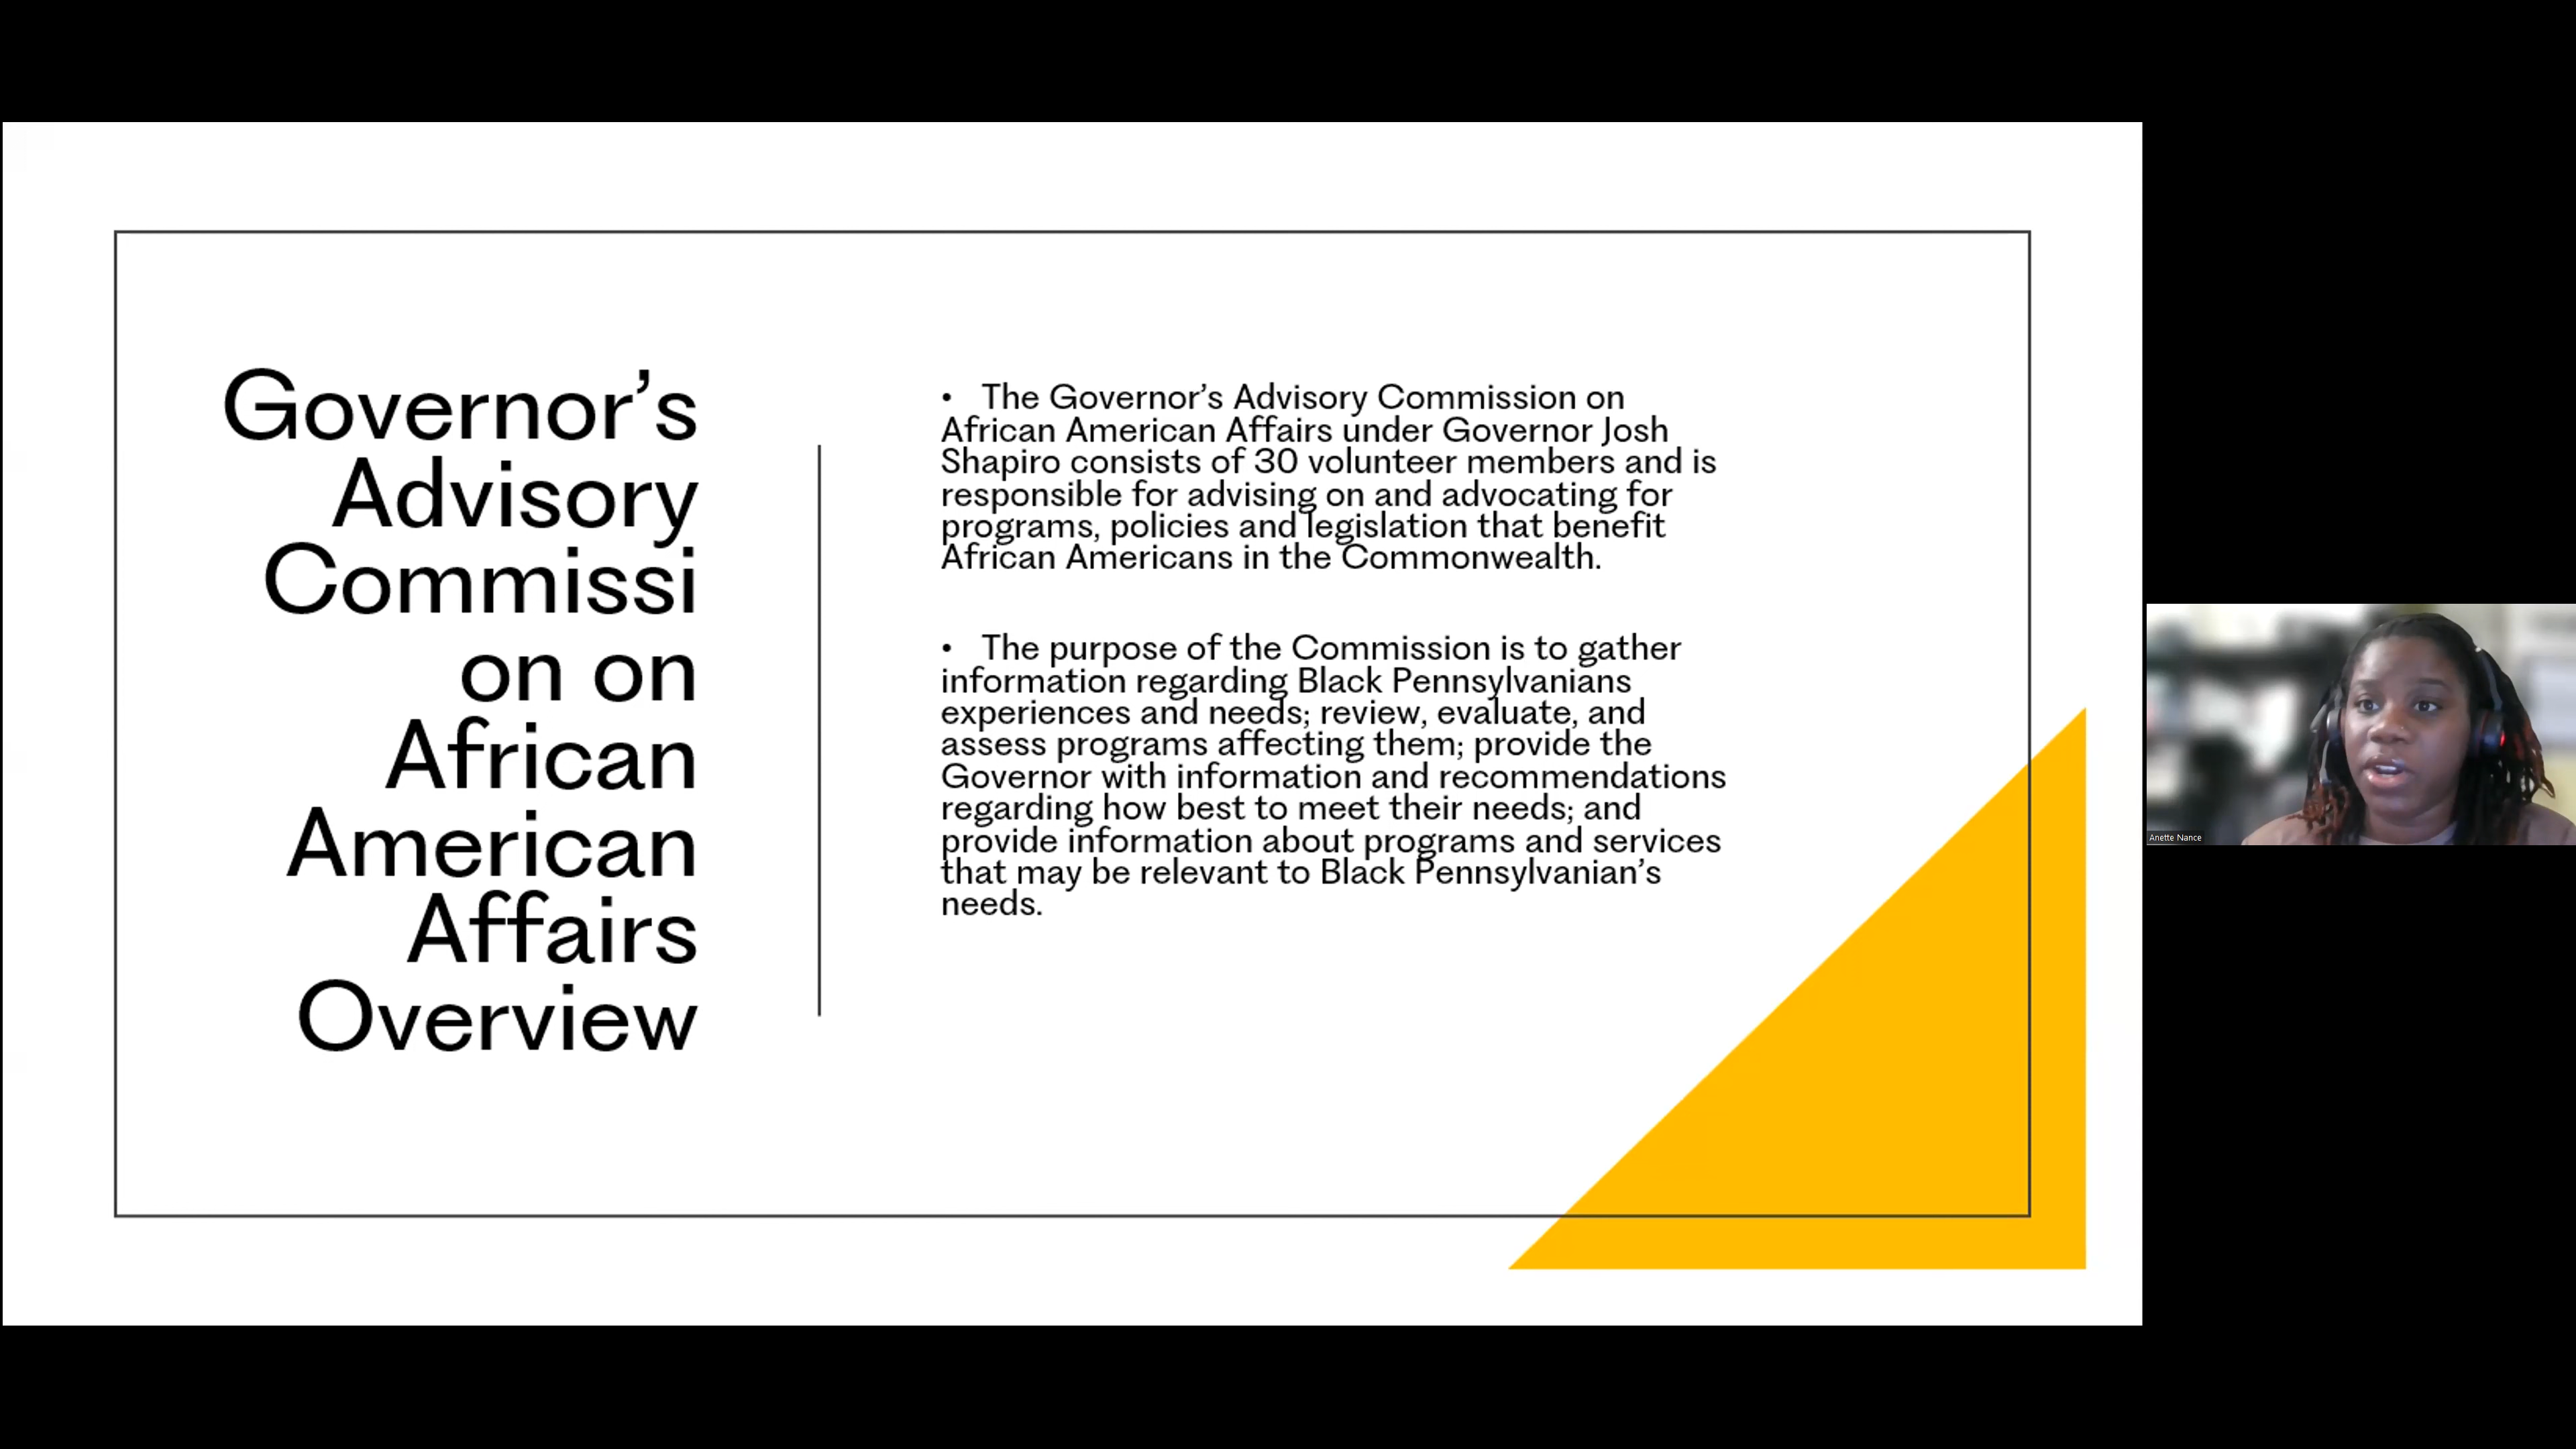 Governor’s
Advisory
Commissi
on on
African
American
Affairs
Overview
• The Governor’s Advisory Commission on
African American Affairs under Governor Josh
Shapiro consists of 30 volunteer members and is
responsible for advising on and advocating for
programs, policies and legislation that benefit
African Americans in the Commonwealth.
• The purpose of the Commission is to gather
information regarding Black Pennsylvanians
experiences and needs; review, evaluate, and
assess programs affecting them; provide the
Governor with information and recommendations
regarding how best to meet their needs; and
provide information about programs and services
that may be relevant to Black Pennsylvanian’s
needs.
Anette Nance